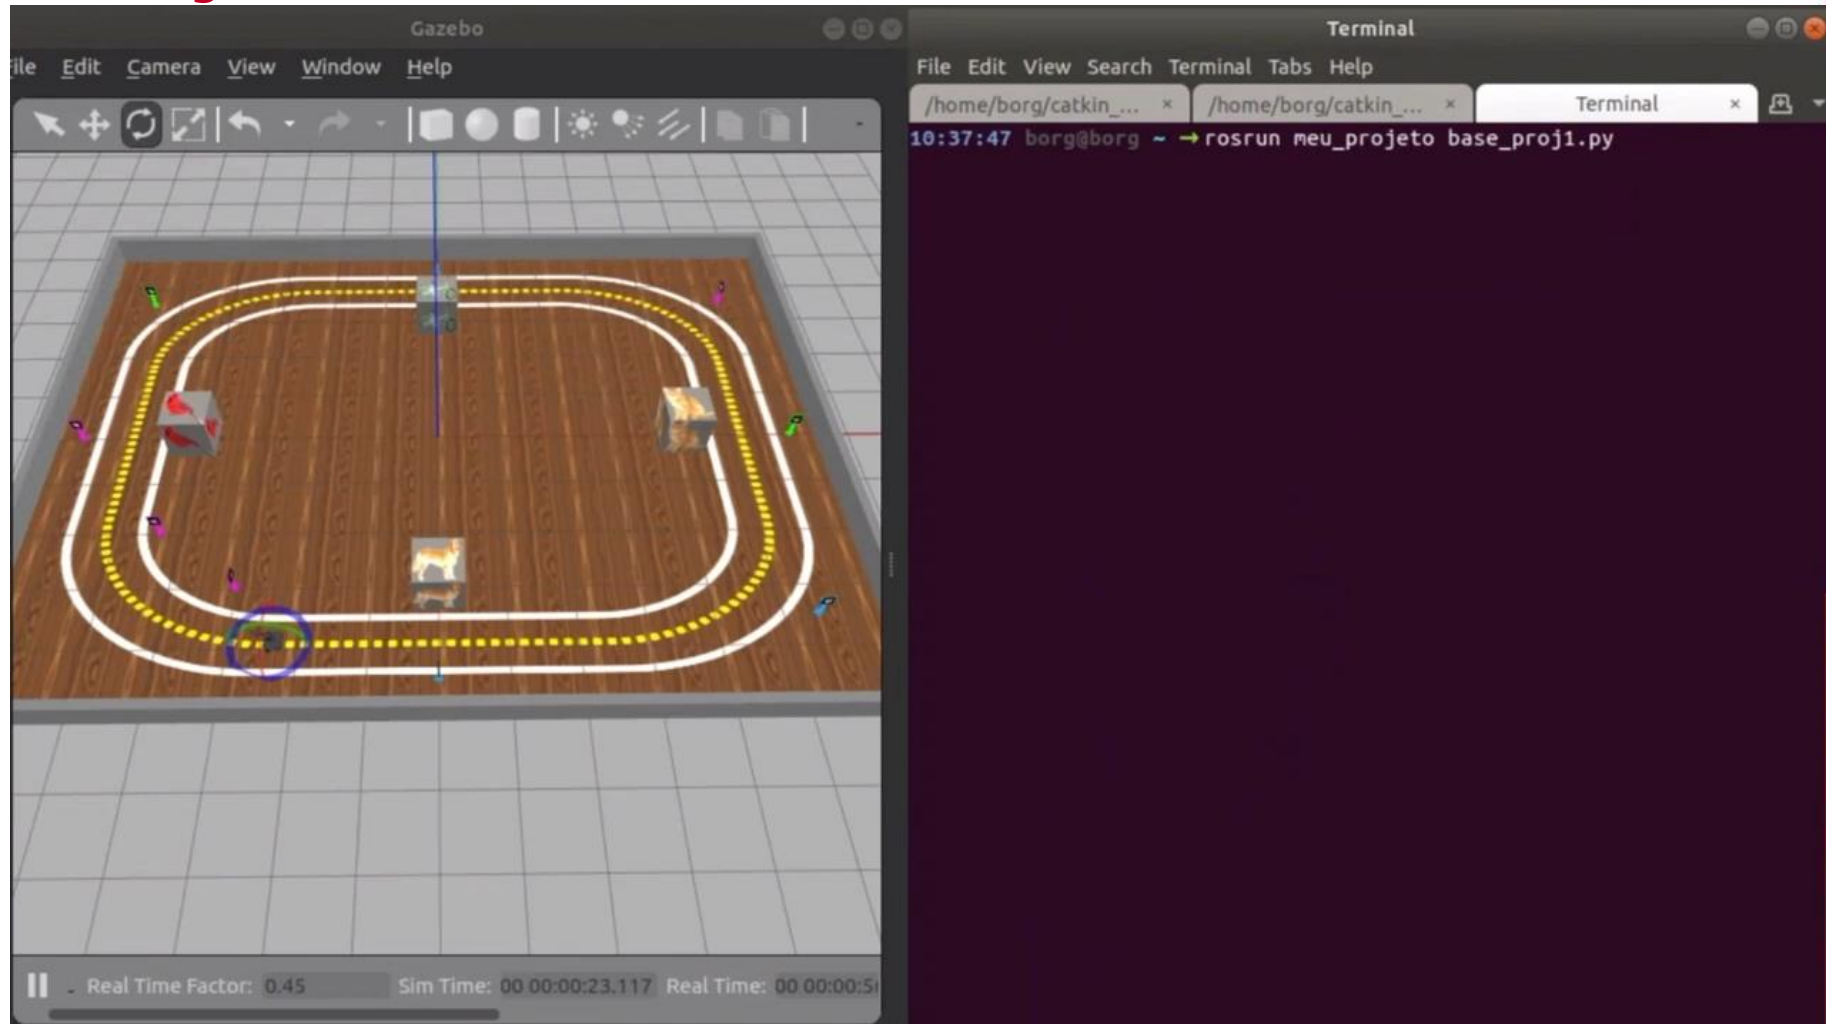 Gazebo
File Edit Camera View Window Help
Real Time Factor: 0.45 Sim Time: 00 00:00:23.117 Real Time: 00 00:00:5
Terminal
File Edit View Search Terminal Tabs Help
/home/borg/catkin_... × /home/borg/catkin_... × Terminal ×
10:37:47 borg@borg ~ →rosrun meu_projeto base_proj1.py